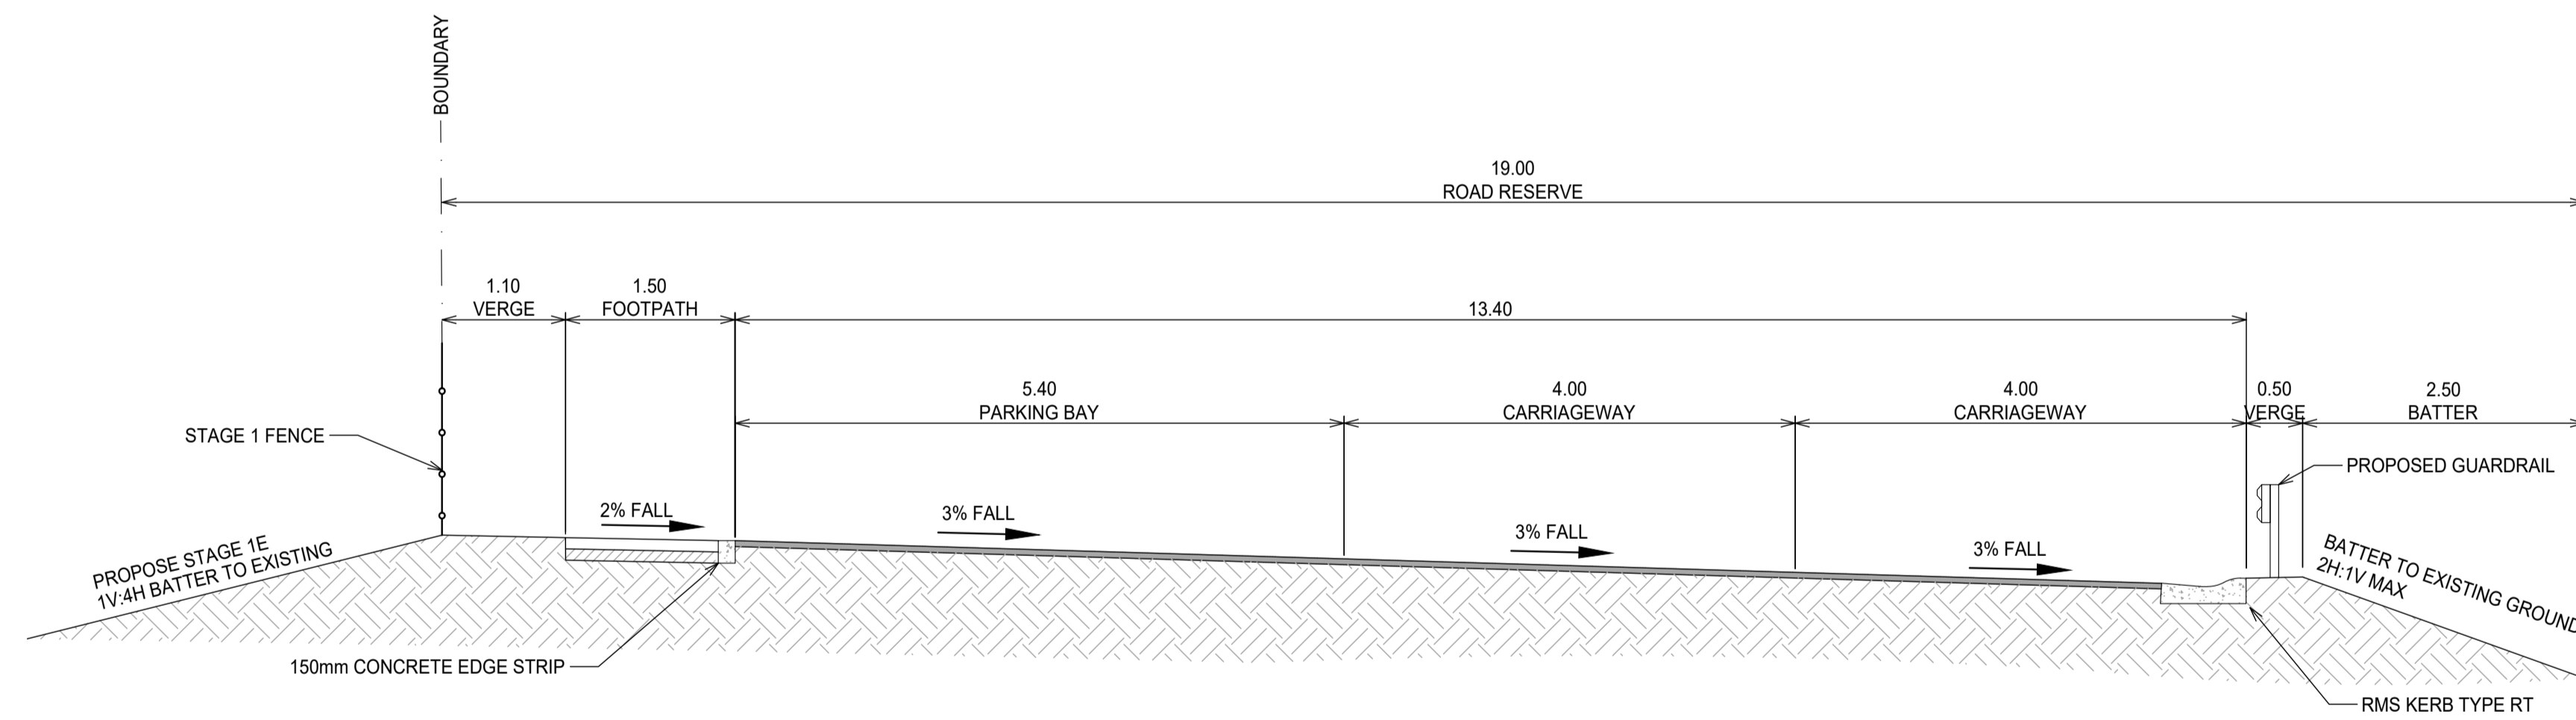 BOUNDARY
19.00
ROAD RESERVE
1.10
VERGE
1.50
FOOTPATH
13.40
5.40
PARKING BAY
4.00
CARRIAGEWAY
4.00
CARRIAGEWAY
0.50
VERGE
2.50
BATTER
STAGE 1 FENCE
PROPOSED GUARDRAIL
2% FALL
3% FALL
3% FALL
3% FALL
PROPOSE STAGE 1E
1V:4H BATTER TO EXISTING
BATTER TO EXISTING GROUND
2H:1V MAX
150mm CONCRETE EDGE STRIP
RMS KERB TYPE RT